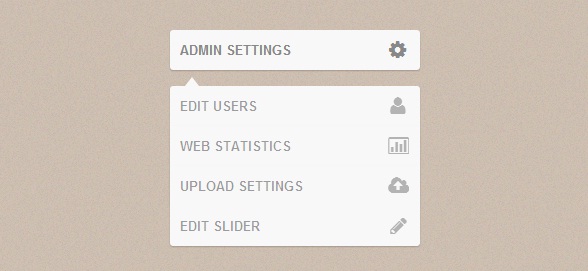 ADMIN SETTINGS
EDIT USERS
WEB STATISTICS
UPLOAD SETTINGS
EDIT SLIDER